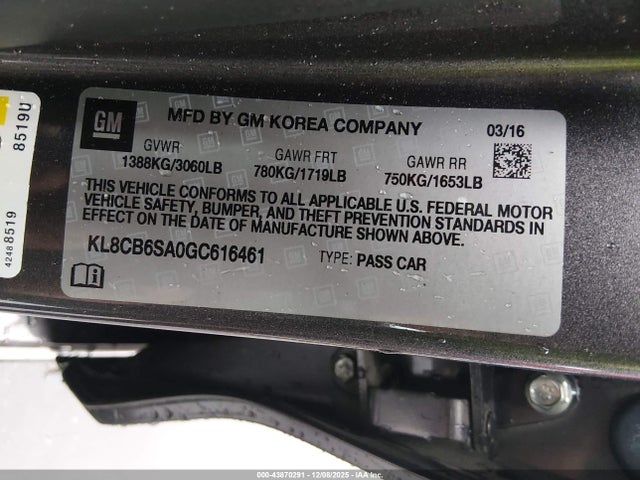 GM
MFD BY GM KOREA COMPANY
03/16
GVWR
GAWR FRT
GAWR RR
1388KG/3060LB
780KG/1719LB
750KG/1653LB
THIS VEHICLE CONFORMS TO ALL APPLICABLE U.S. FEDERAL MOTOR
VEHICLE SAFETY, BUMPER, AND THEFT PREVENTION STANDARDS IN
EFFECT ON THE DATE OF MANUFACTURE SHOWN ABOVE.
KL8CB6SA0GC616461
TYPE: PASS CAR
8519U
42488519
000-43870291 - 12/08/2025 - IAA Inc.